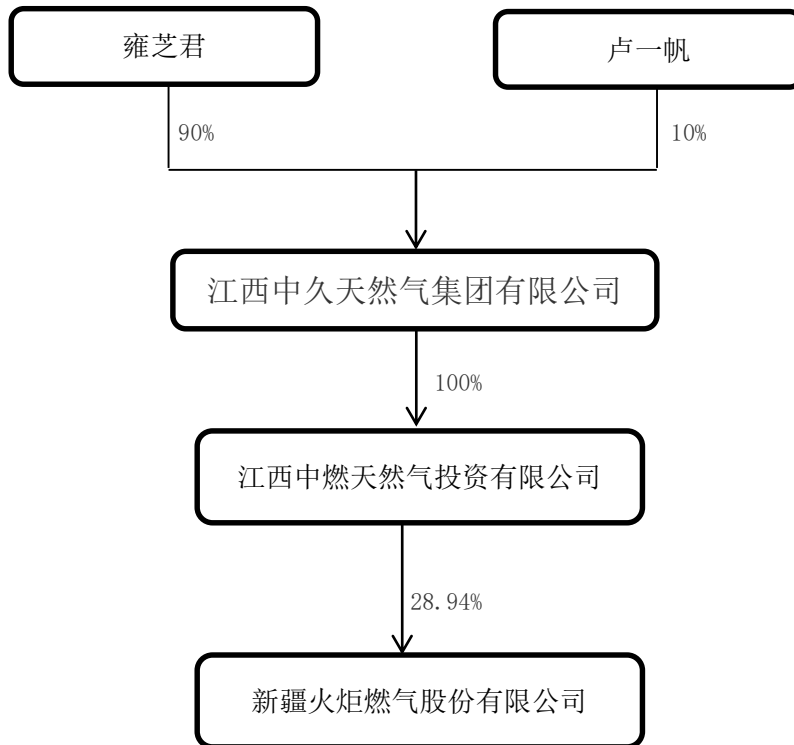 雍芝君
卢一帆
90%
10%
江西中久天然气集团有限公司
100%
江西中燃天然气投资有限公司
28.94%
新疆火炬燃气股份有限公司